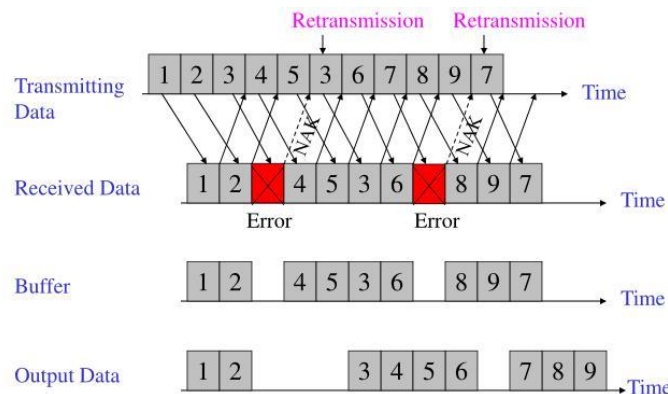 Retransmission Retransmission
1 2 3 4 5 3 6 7 8 9 7
Transmitting
Data
Time
NAK NAK
Received Data
1 2 4 5 3 6 8 9 7
Time
Error Error
Buffer
1 2 4 5 3 6 8 9 7
Time
Output Data
1 2 3 4 5 6 7 8 9
Time